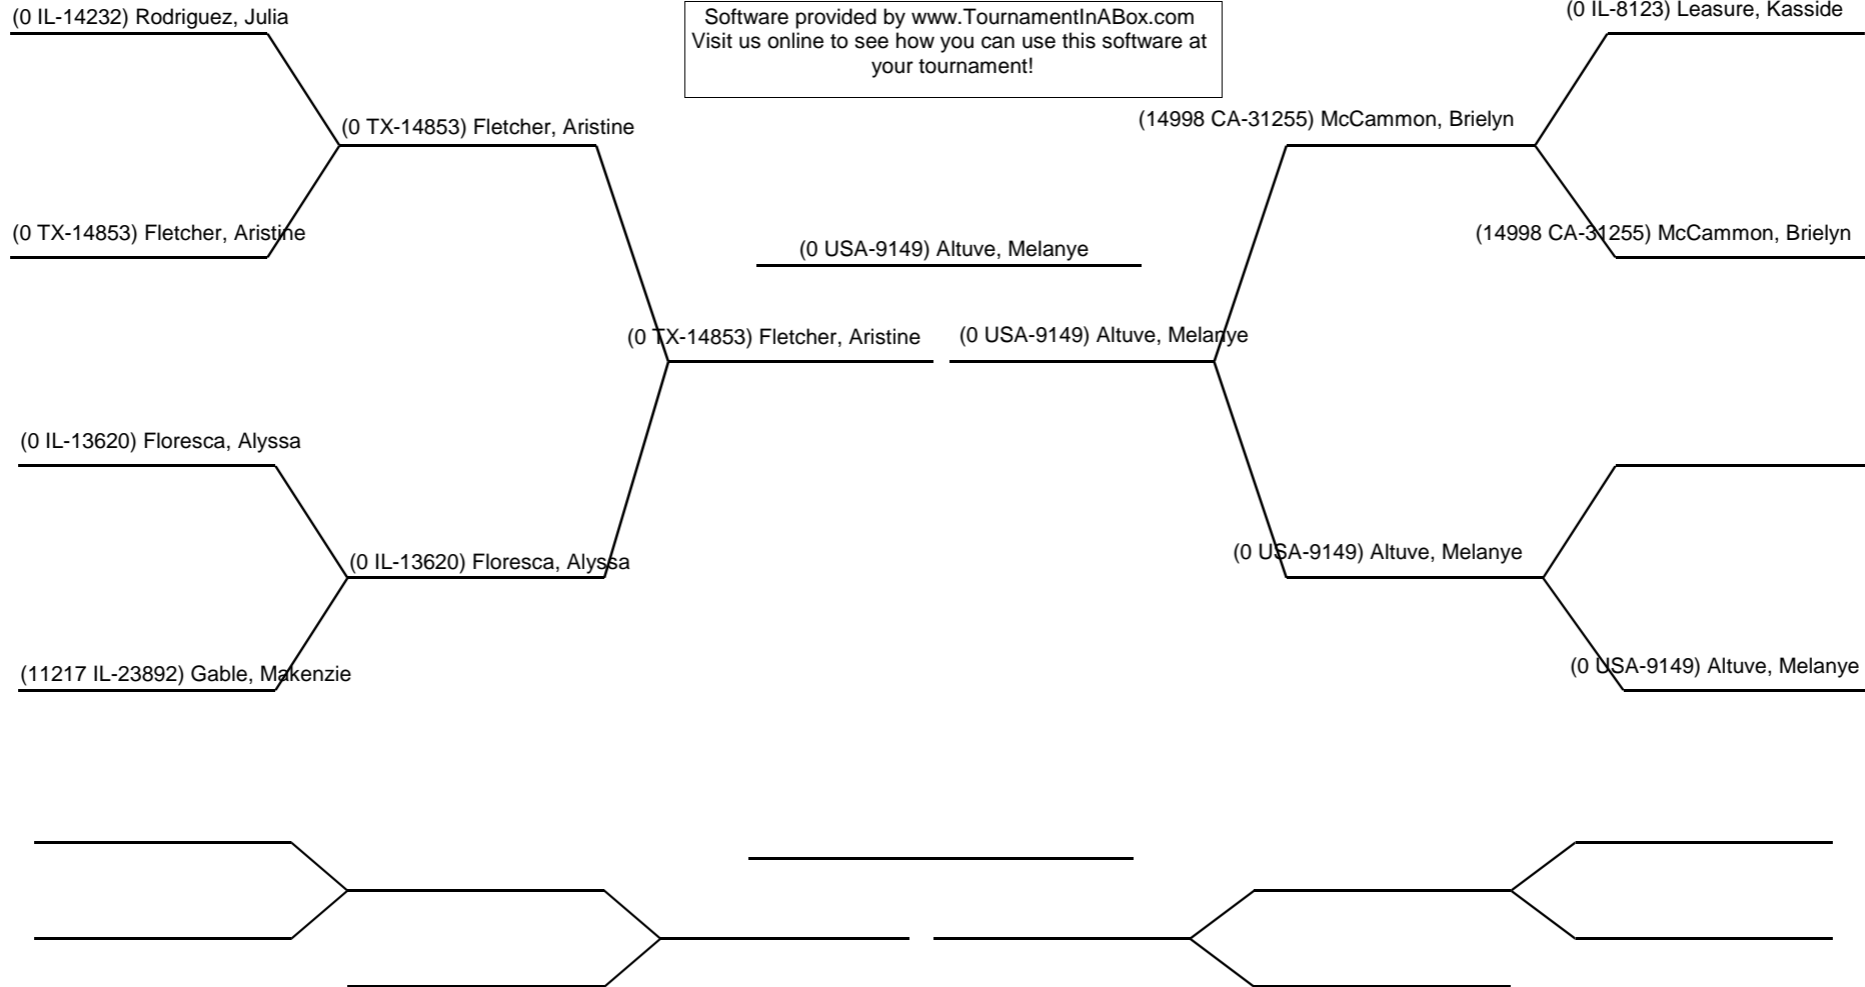 (0 IL-14232) Rodriguez, Julia
Software provided by www.TournamentInABox.com
Visit us online to see how you can use this software at
your tournament!
(0 IL-8123) Leasure, Kasside
(0 TX-14853) Fletcher, Aristine
(14998 CA-31255) McCammon, Brielyn
(0 TX-14853) Fletcher, Aristine
(0 USA-9149) Altuve, Melanye
(14998 CA-31255) McCammon, Brielyn
(0 TX-14853) Fletcher, Aristine
(0 USA-9149) Altuve, Melanye
(0 IL-13620) Floresca, Alyssa
(0 IL-13620) Floresca, Alyssa
(0 USA-9149) Altuve, Melanye
(11217 IL-23892) Gable, Makenzie
(0 USA-9149) Altuve, Melanye